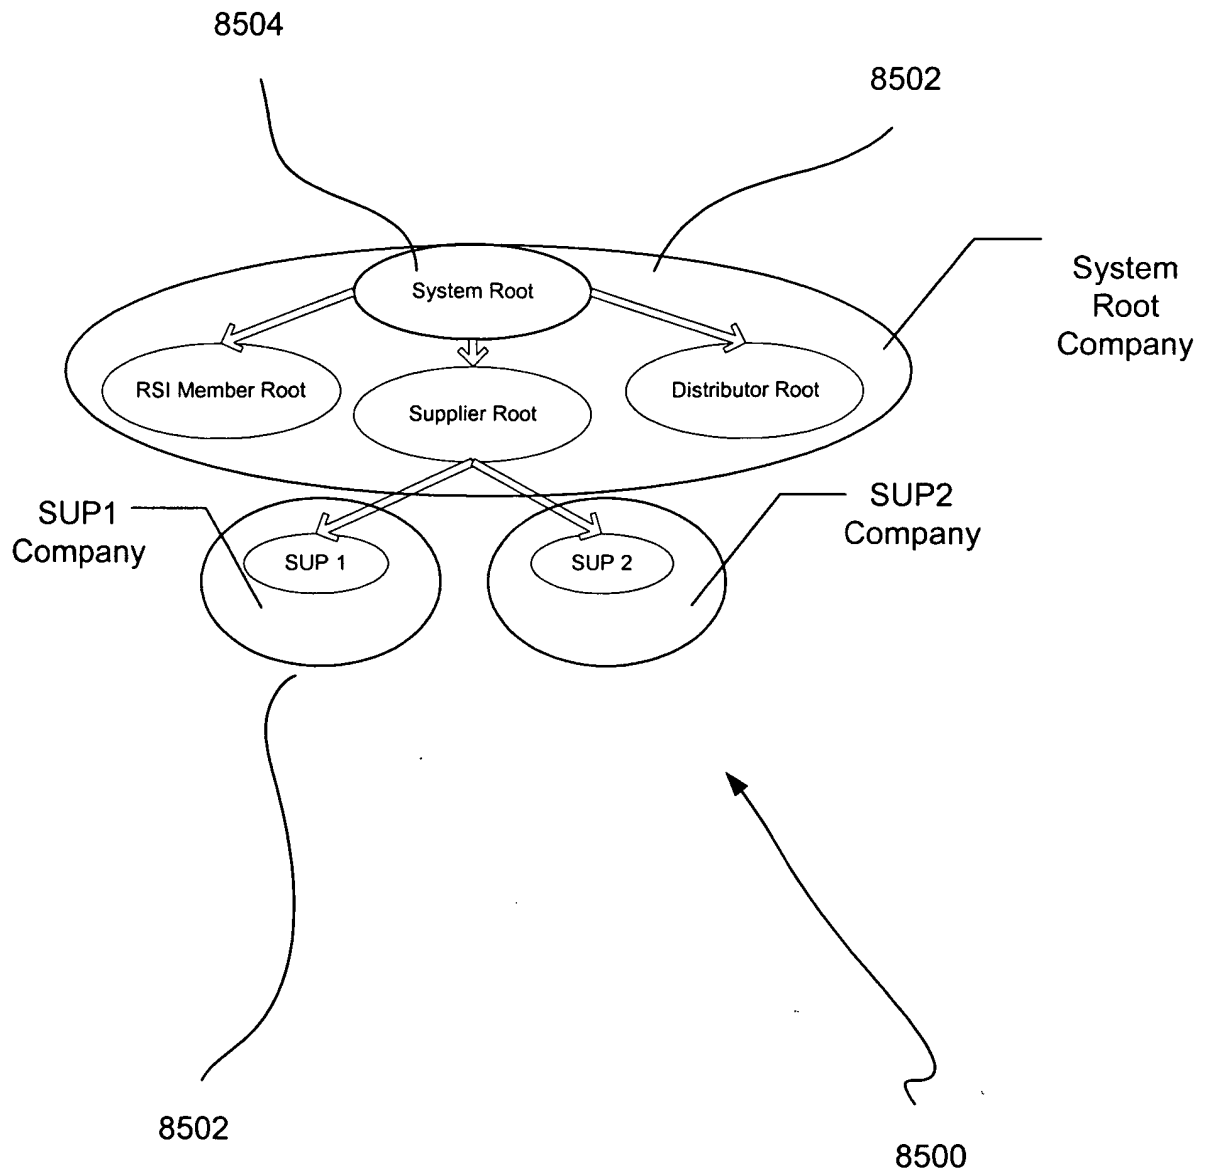 8504
8502
System Root
System
Root
Company
RSI Member Root
Supplier Root
Distributor Root
SUP1
Company
SUP2
Company
SUP 1
SUP 2
8502
8500